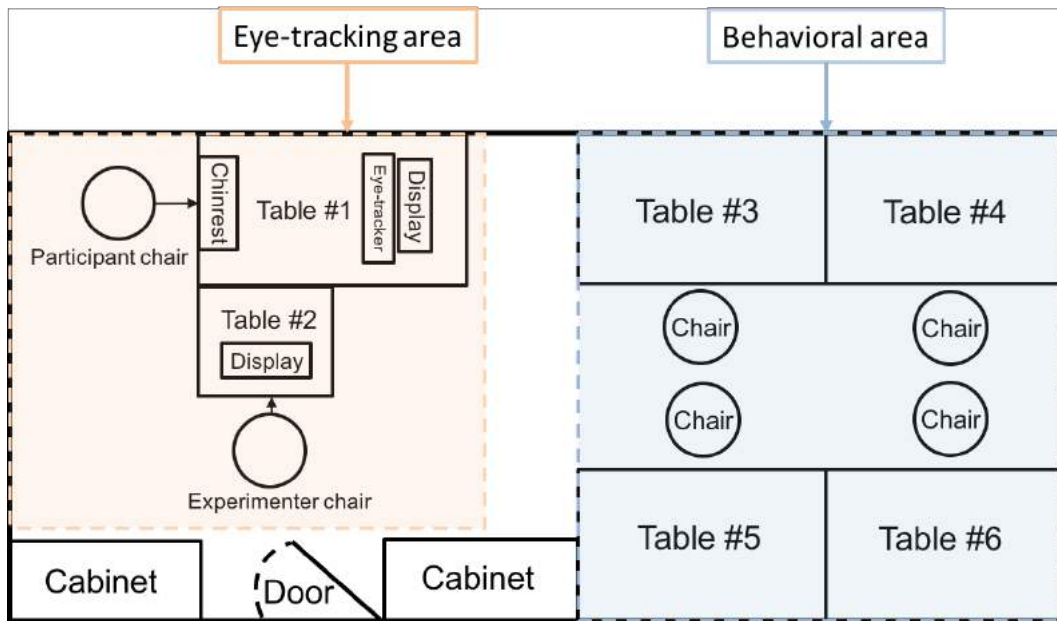 Eye-tracking area
Behavioral area
Participant chair
Chinrest
Table #1
Eye-tracker
Display
Table #2
Display
Experimenter chair
Cabinet
Door
Cabinet
Table #3
Table #4
Chair
Chair
Chair
Chair
Table #5
Table #6